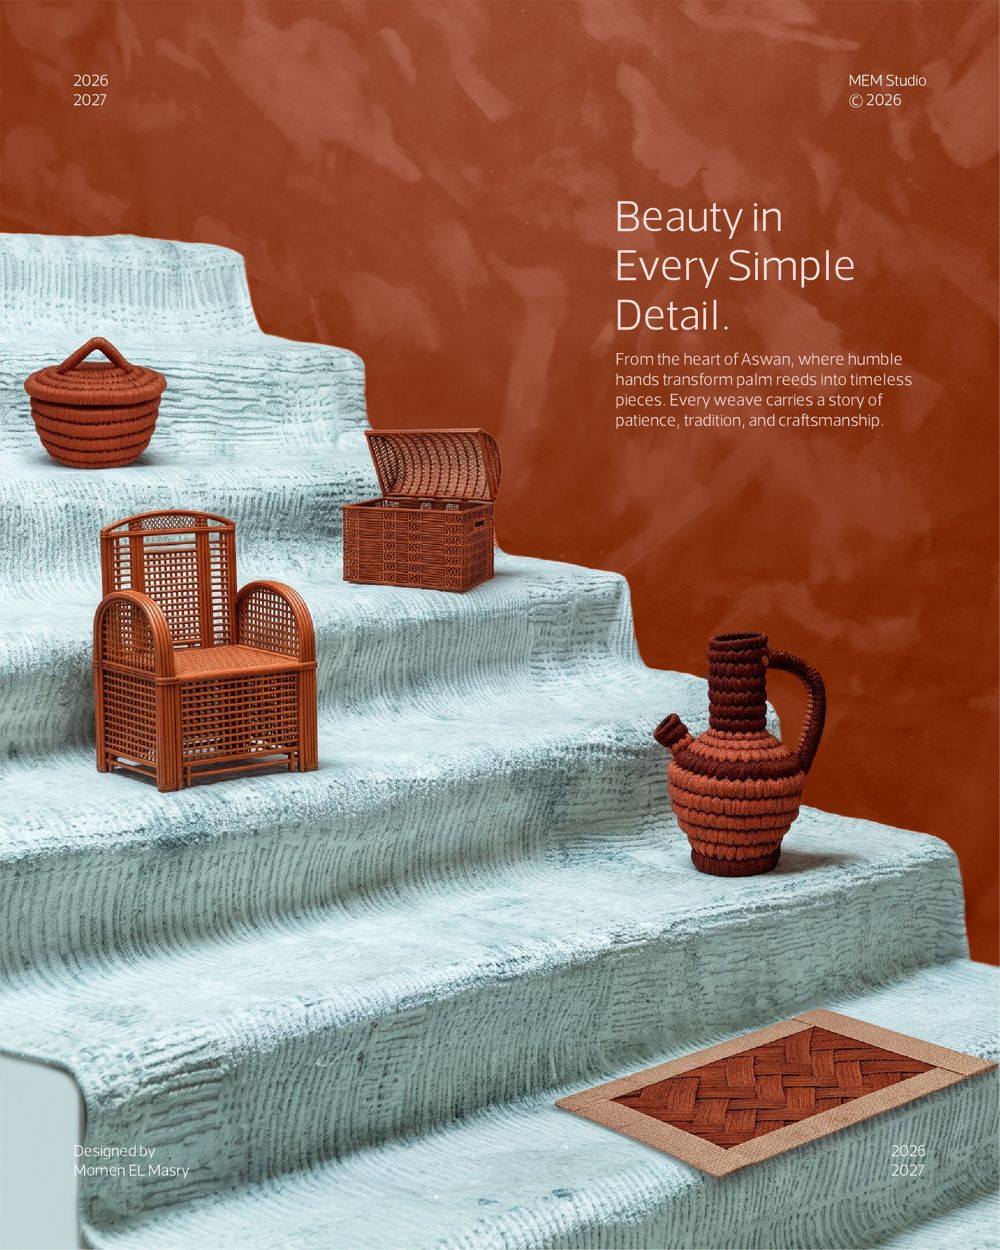 2026
2027
MEM Studio
© 2026
Beauty in
Every Simple
Detail.
From the heart of Aswan, where humble
hands transform palm reeds into timeless
pieces. Every weave carries a story of
patience, tradition, and craftsmanship.
Designed by
Momen EL Masry
2026
2027